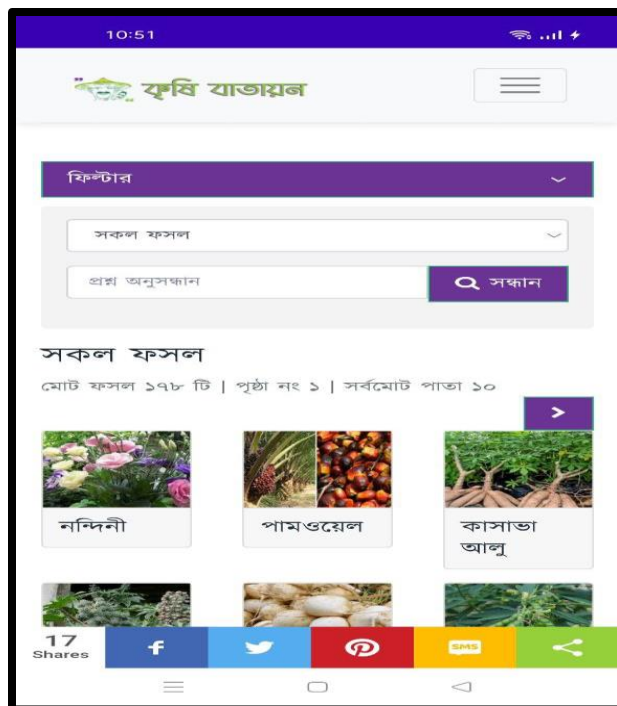 10:51
কৃষি বাতায়ন
ফিল্টার
সকল ফসল
প্রশ্ন অনুসন্ধান
সন্ধান
সকল ফসল
মোট ফসল ১৭৮ টি | পৃষ্ঠা নং ১ | সর্বমোট পাতা ১০
নন্দিনী
পামওয়েল
কাসাভা
আলু
17
Shares
SMS